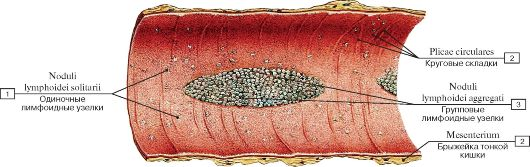 1
Noduli
lymphoidei solitarii
Одиночные
лимфоидные узелки
Plicae circulares
Круговые складки
2
Noduli
lymphoidei aggregati
Групповые
лимфоидные узелки
3
Mesenterium
Брыжейка тонкой
кишки
2